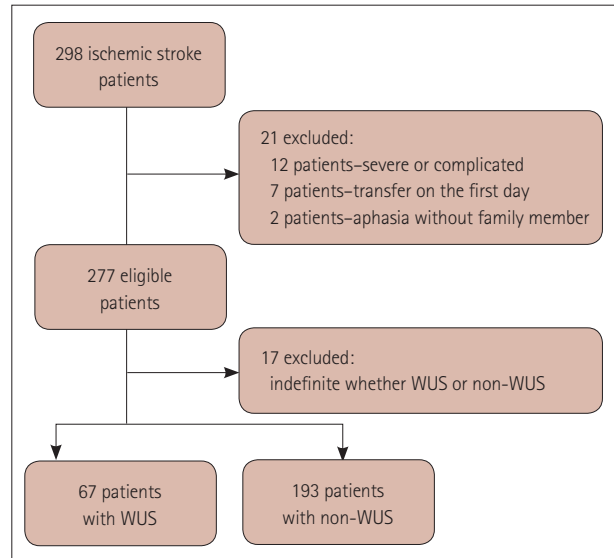 298 ischemic stroke
patients
21 excluded:
12 patients–severe or complicated
7 patients–transfer on the first day
2 patients–aphasia without family member
277 eligible
patients
17 excluded:
indefinite whether WUS or non-WUS
67 patients
with WUS
193 patients
with non-WUS